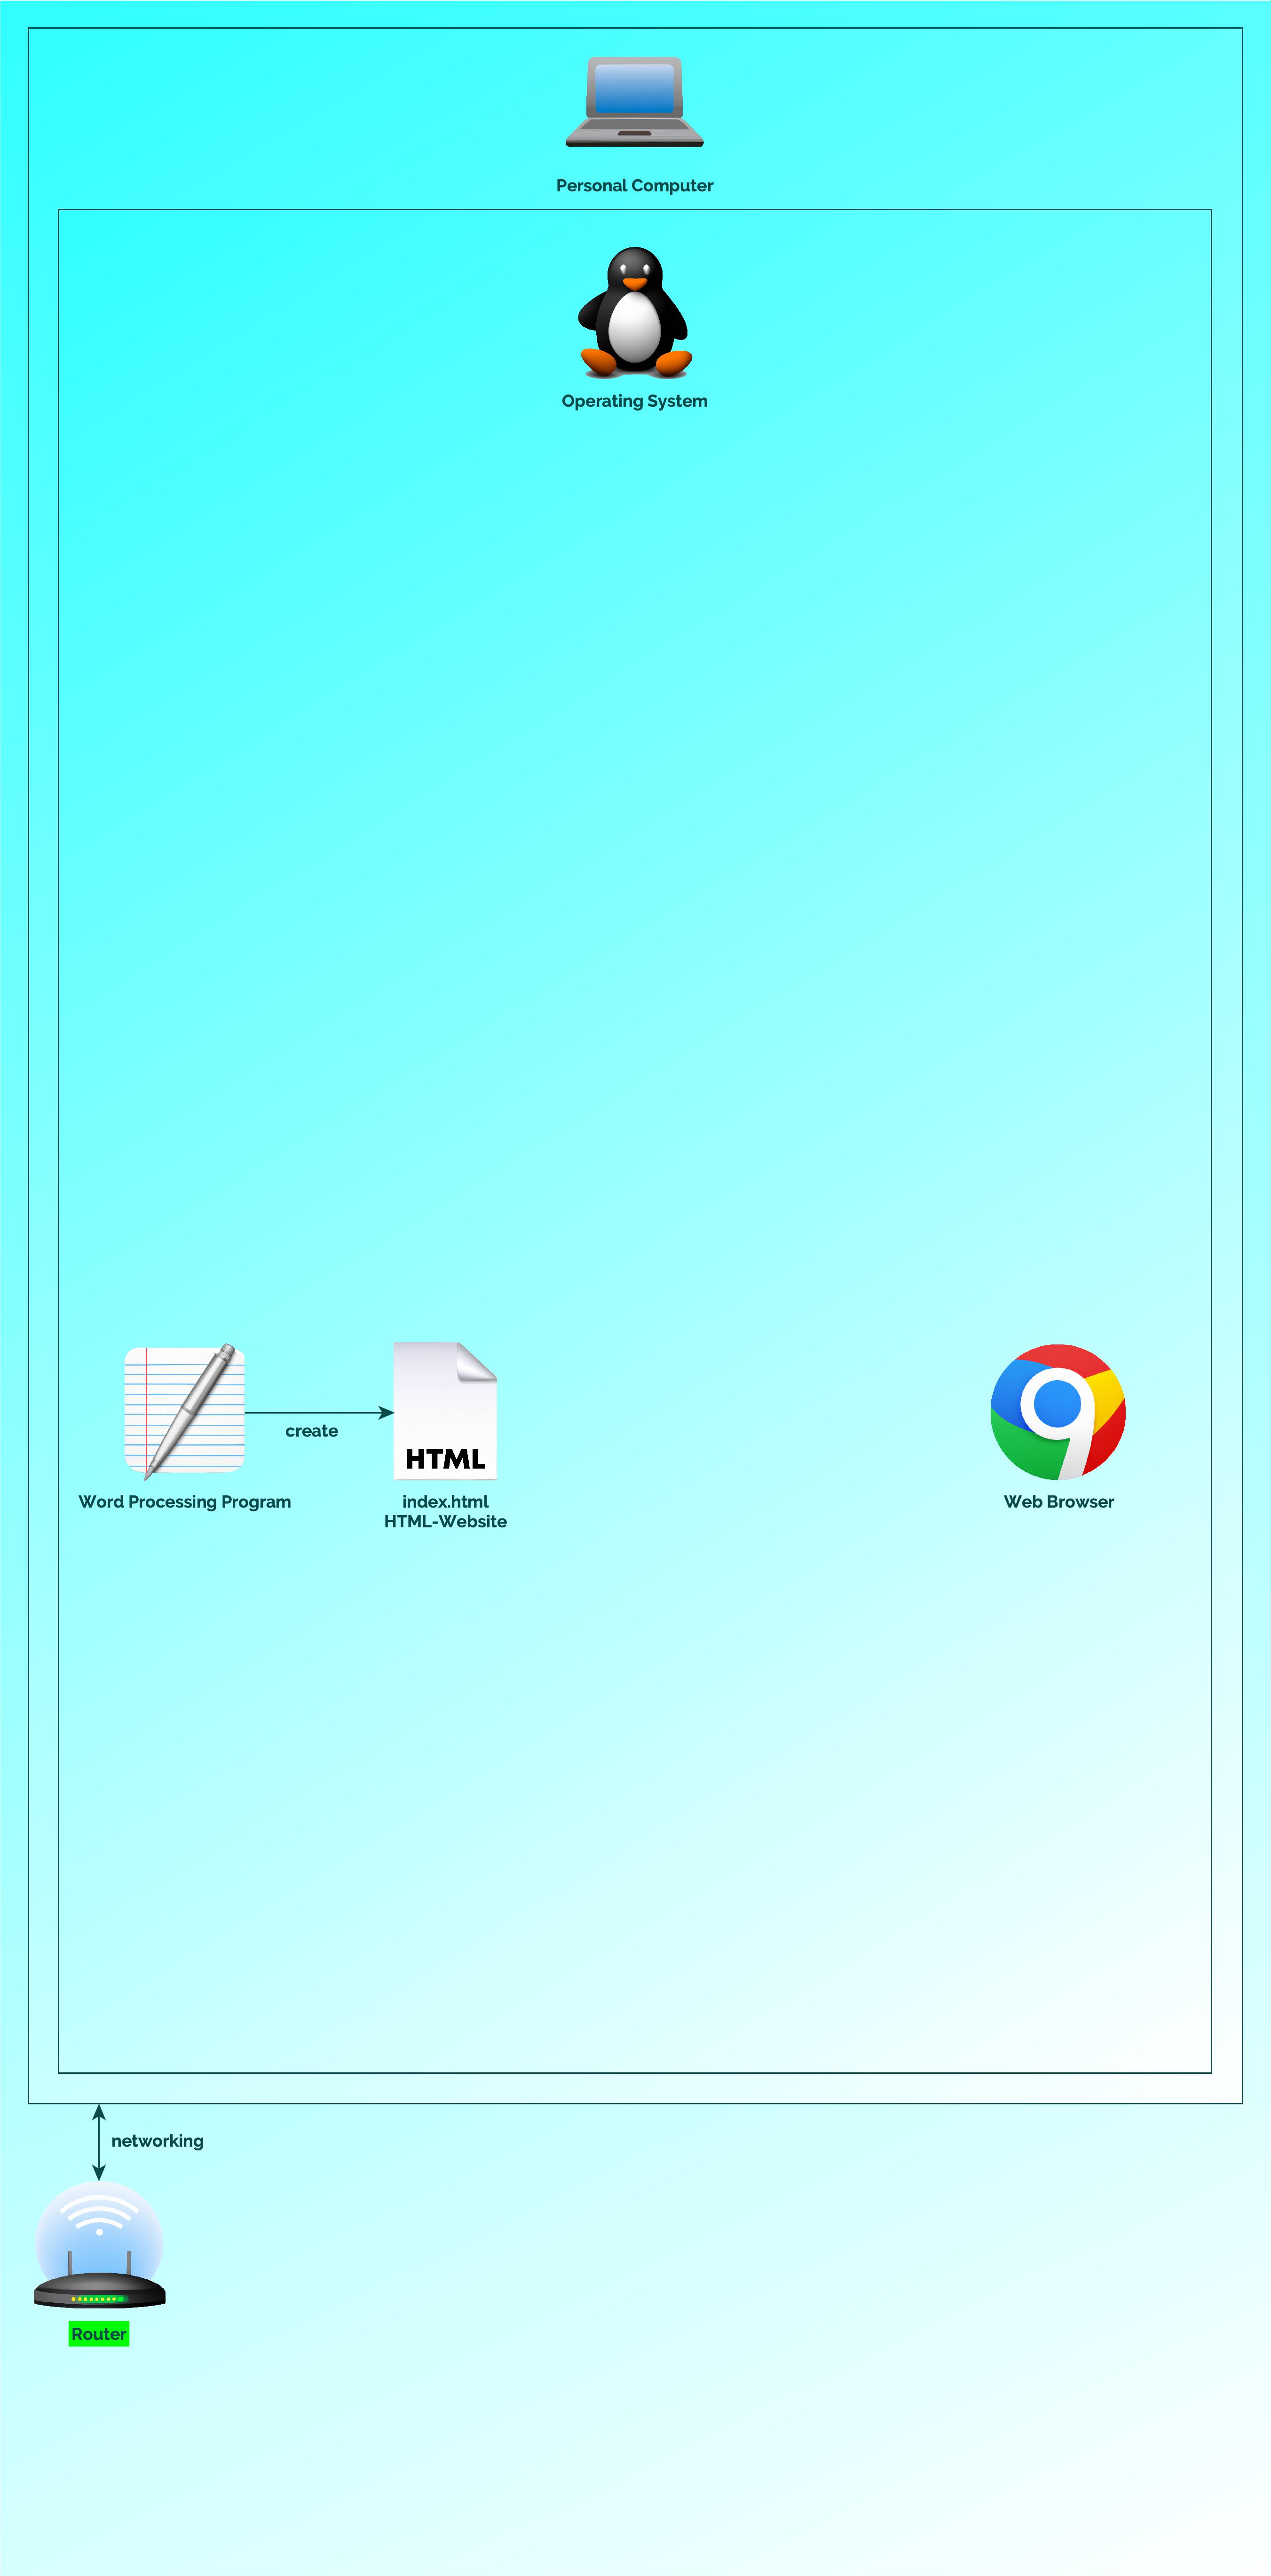 Personal Computer
Operating System
create
HTML
Word Processing Program
index.html
HTML-Website
Web Browser
networking
Router